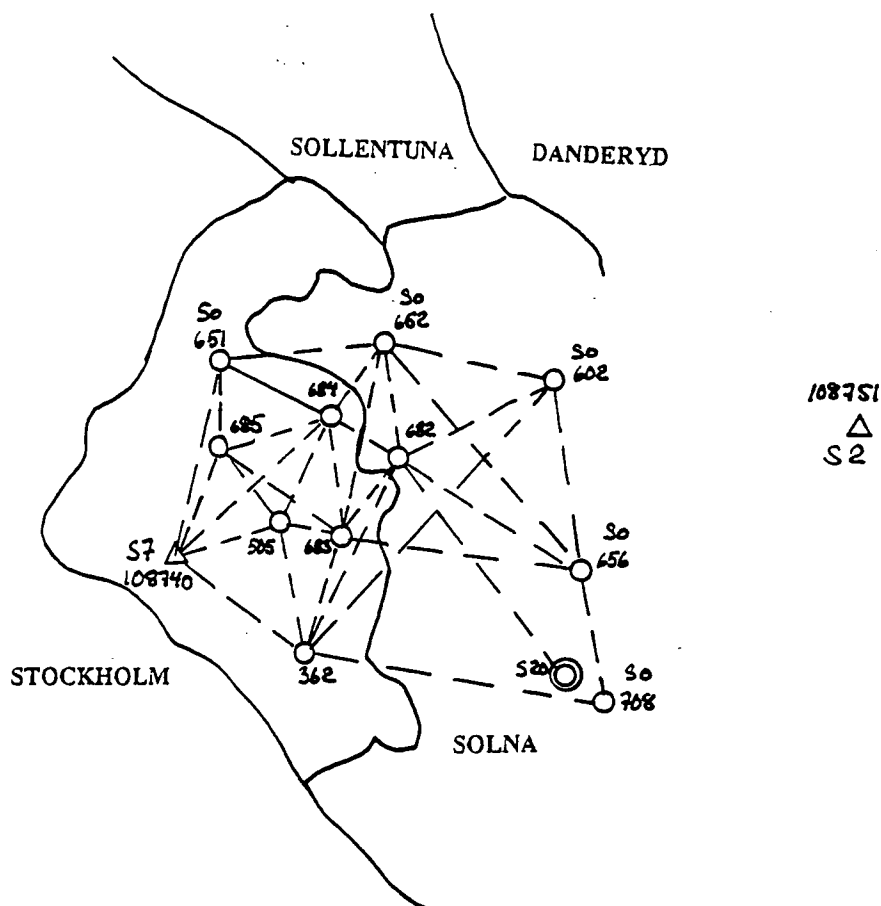 SOLLENTUNA
DANDERYD
So
662
So
651
So
602
684
108751
S2
685
682
505
683
S7
108740
So
656
STOCKHOLM
362
S20
So
708
SOLNA